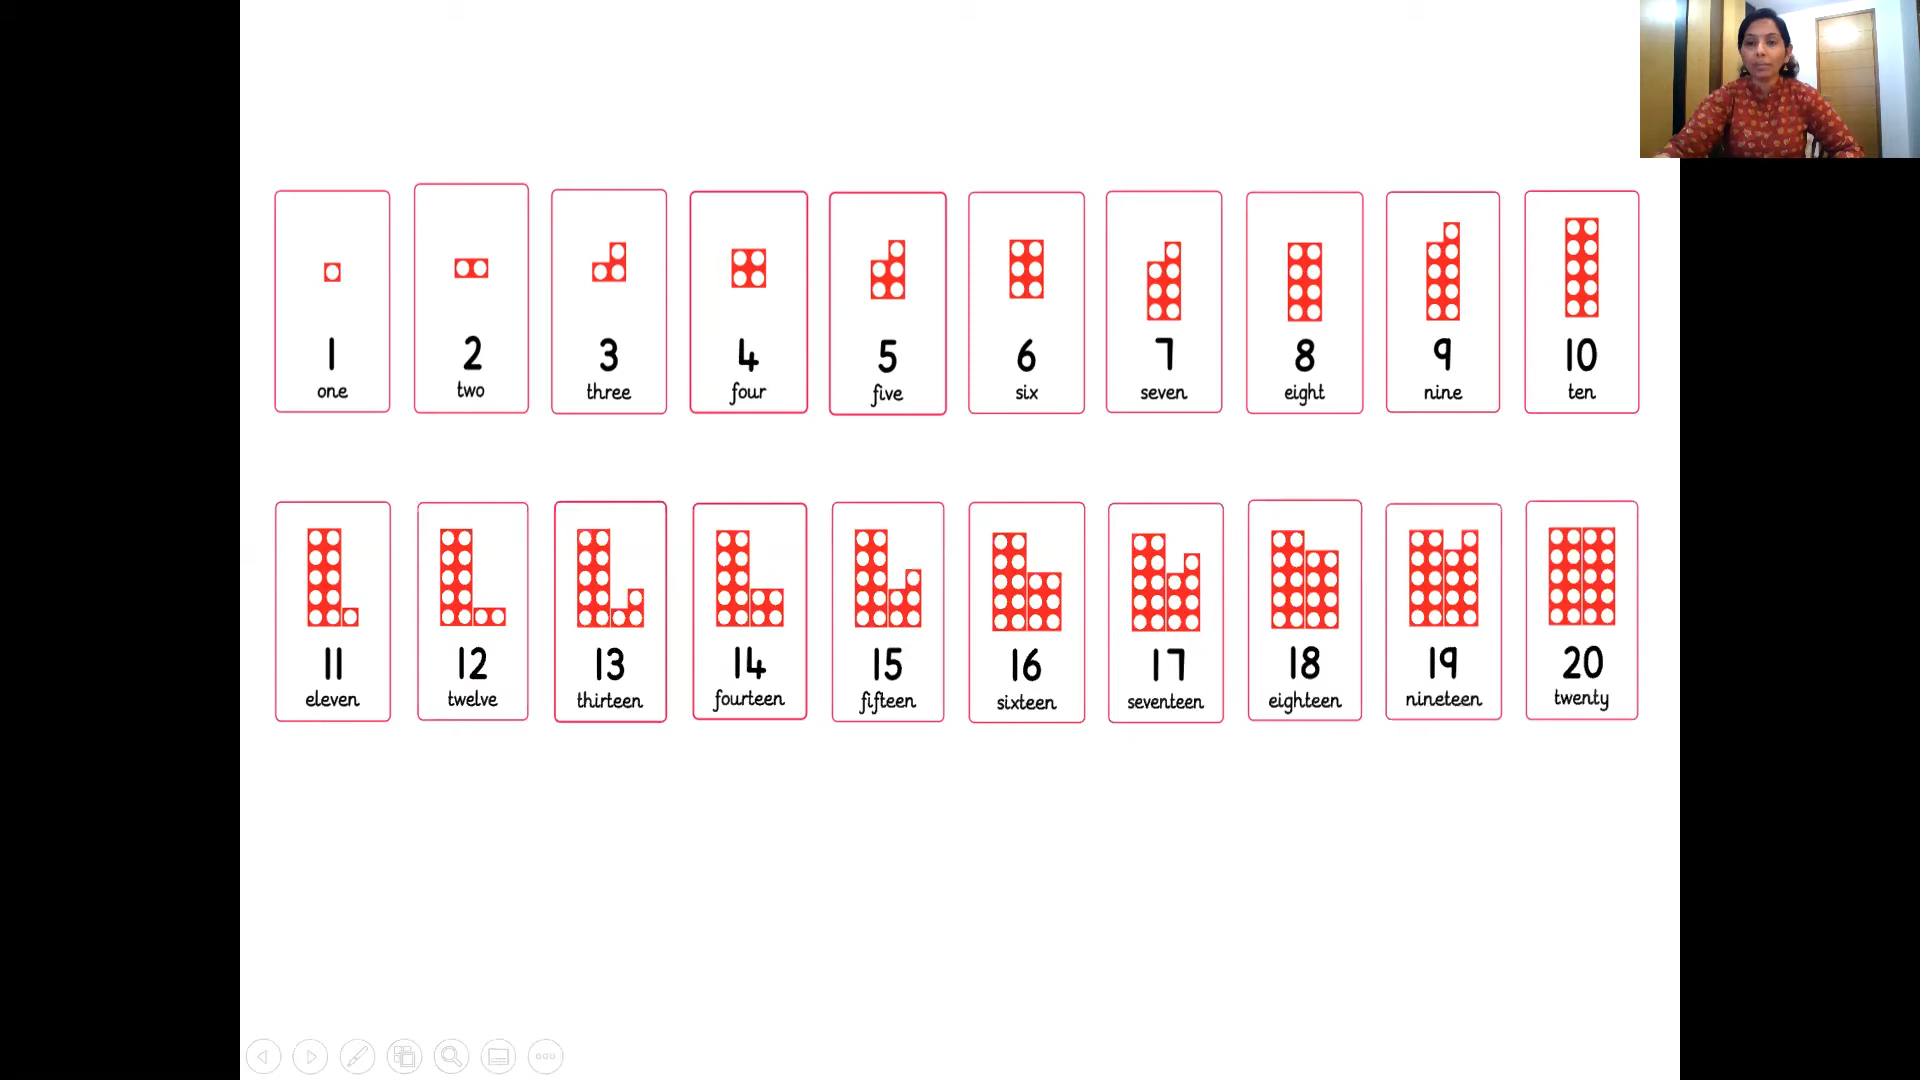 1 2 3 4 5 6 7 8 9 10
one two three four five six seven eight nine ten
11 12 13 14 15 16 17 18 19 20
eleven twelve thirteen fourteen fifteen sixteen seventeen eighteen nineteen twenty